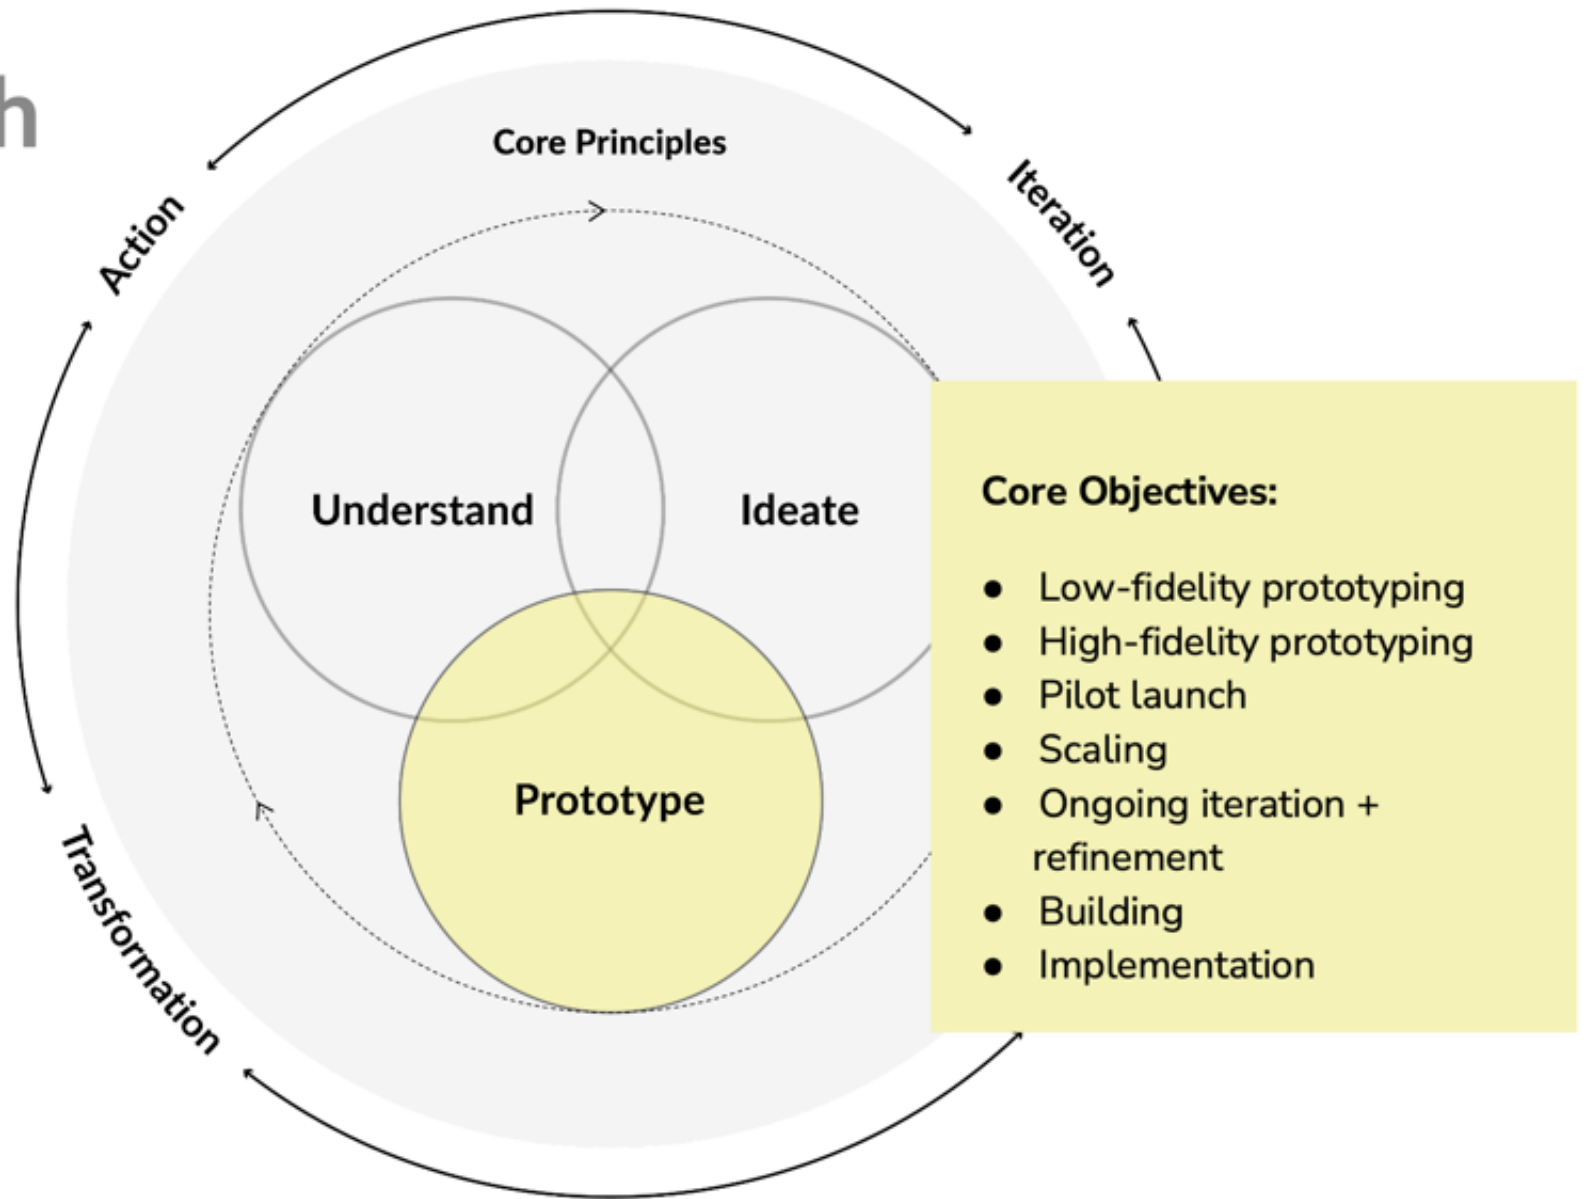 h
Core Principles
Action
Iteration
Understand
Ideate
Prototype
Transformation
Core Objectives:
● Low-fidelity prototyping
● High-fidelity prototyping
● Pilot launch
● Scaling
● Ongoing iteration +
refinement
● Building
● Implementation